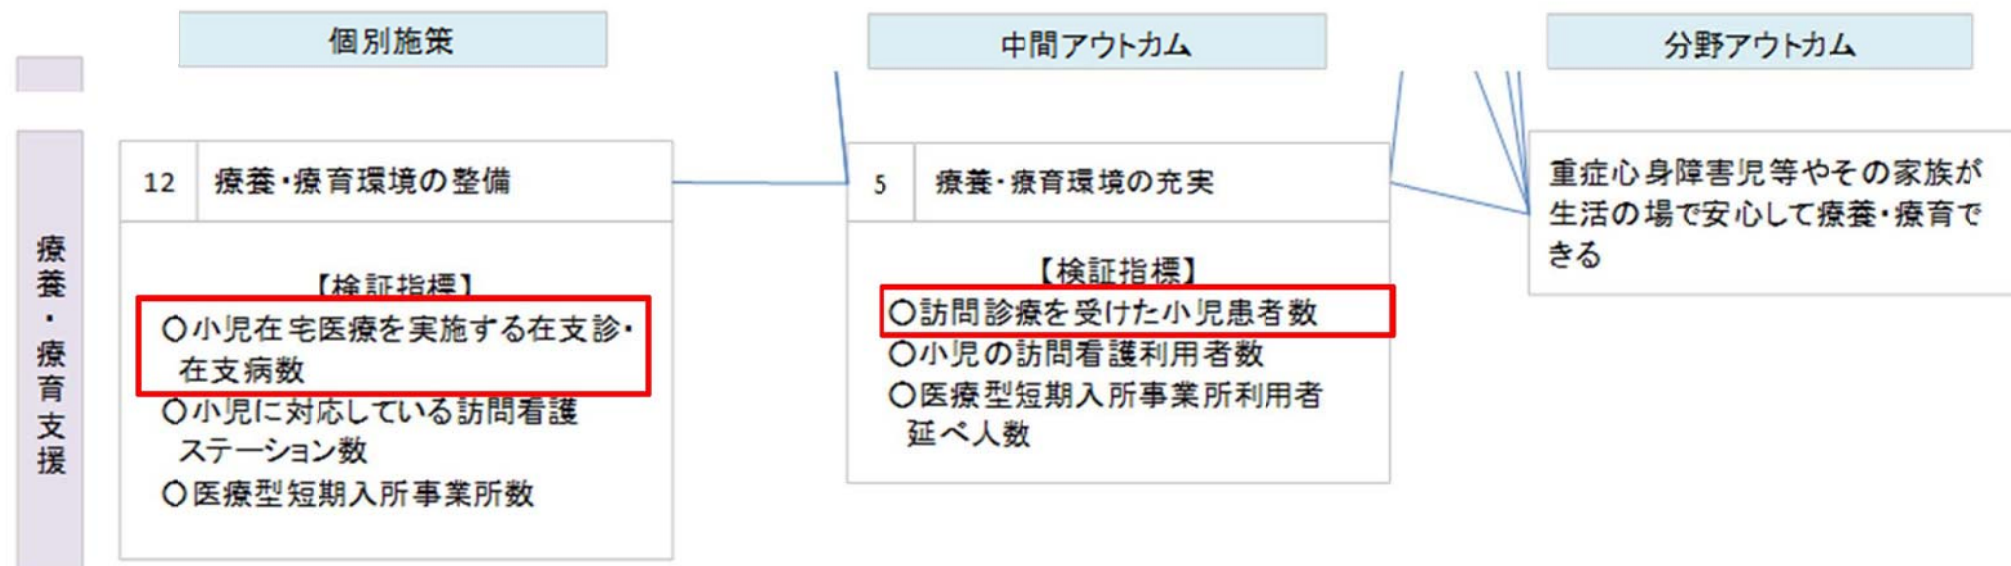 個別施策
中間アウトカム
分野アウトカム
療養・療育支援
12
療養・療育環境の整備
【検証指標】
〇小児在宅医療を実施する在支診・
在支病数
〇小児に対応している訪問看護
ステーション数
〇医療型短期入所事業所数
5
療養・療育環境の充実
【検証指標】
〇訪問診療を受けた小児患者数
〇小児の訪問看護利用者数
〇医療型短期入所事業所利用者
延べ人数
重症心身障害児等やその家族が
生活の場で安心して療養・療育で
きる